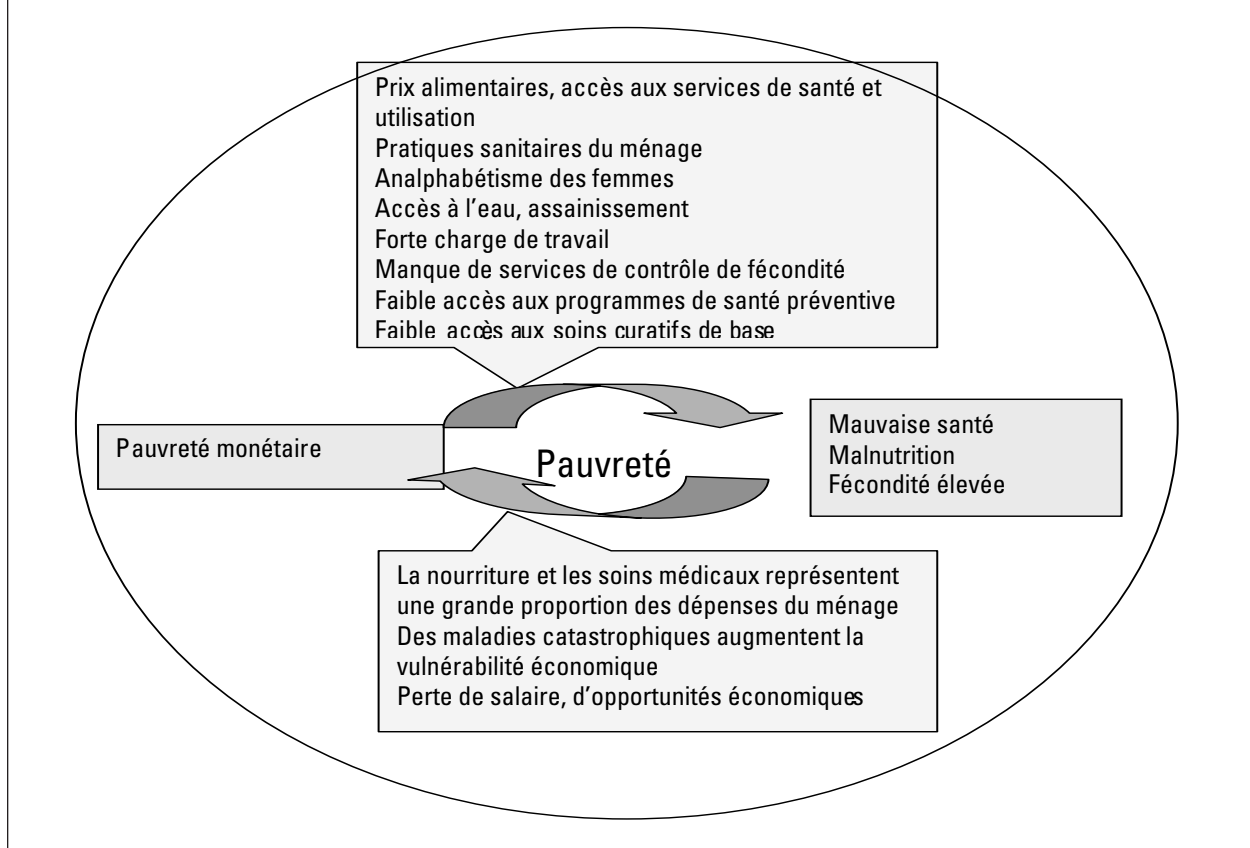 Prix alimentaires, accès aux services de santé et
utilisation
Pratiques sanitaires du ménage
Analphabétisme des femmes
Accès à l'eau, assainissement
Forte charge de travail
Manque de services de contrôle de fécondité
Faible accès aux programmes de santé préventive
Faible accès aux soins curatifs de base
Pauvreté monétaire
Pauvreté
Mauvaise santé
Malnutrition
Fécondité élevée
La nourriture et les soins médicaux représentent
une grande proportion des dépenses du ménage
Des maladies catastrophiques augmentent la
vulnérabilité économique
Perte de salaire, d'opportunités économiques